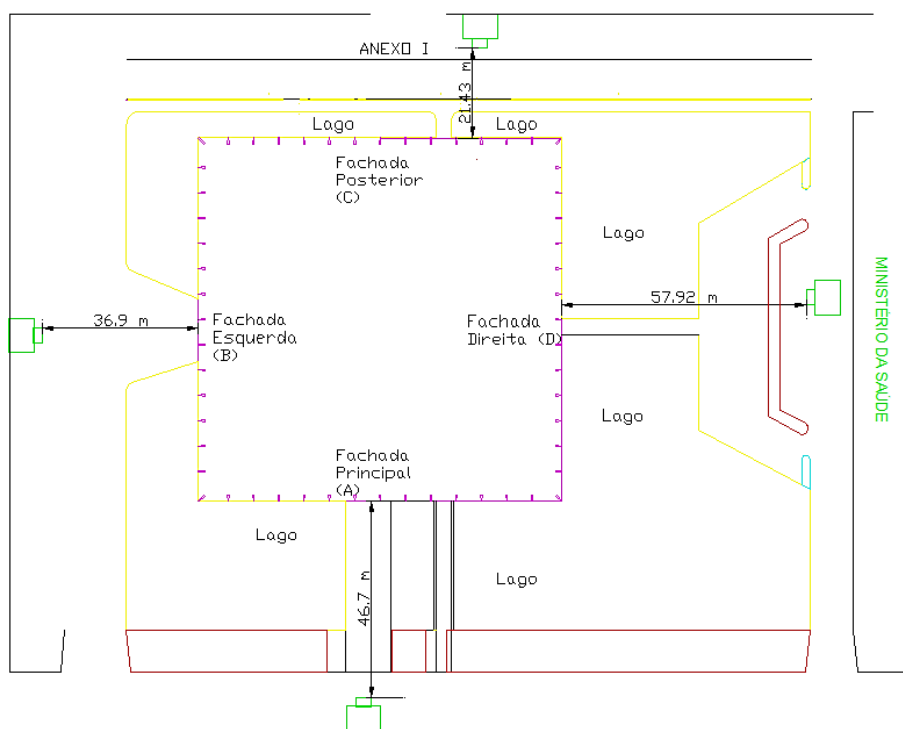 ANEXO I
21.43 m
Lago
Lago
Fachada
Posterior
(C)
Lago
57.92 m
MINISTÉRIO DA SAÚDE
36.9 m
Fachada
Esquerda
(B)
Fachada
Direita (D)
Lago
Fachada
Principal
(A)
Lago
46.7 m
Lago